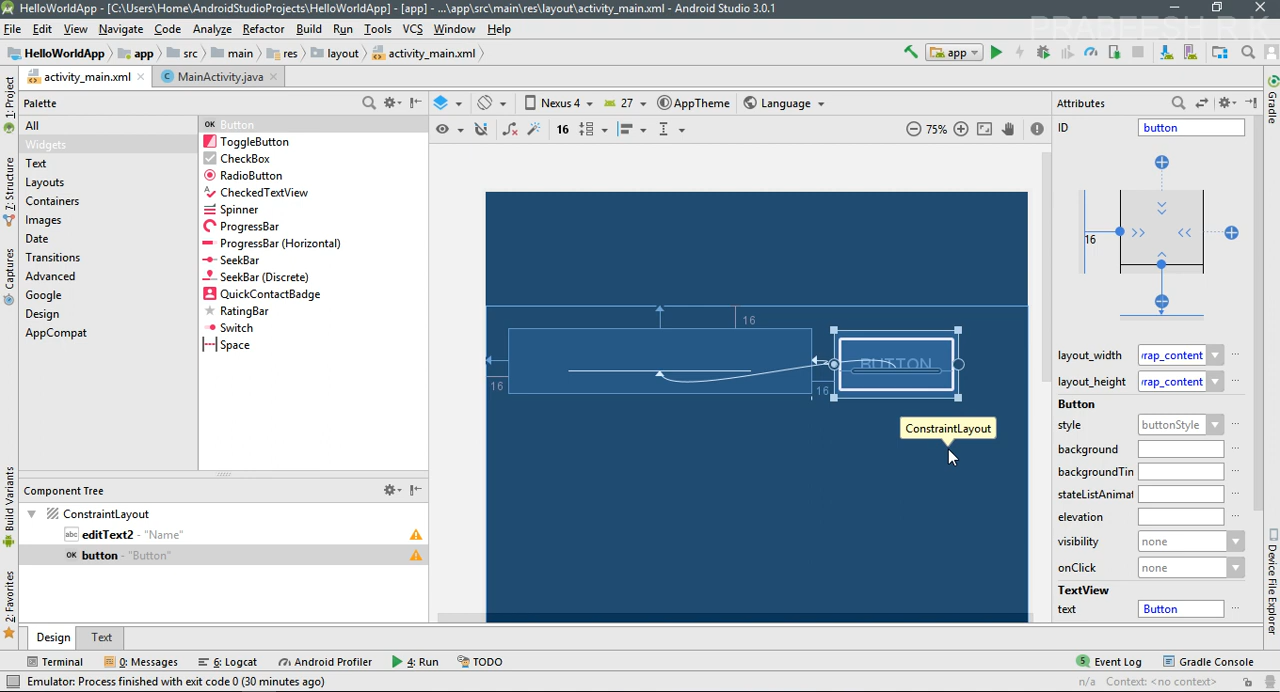 HelloWorldApp - [C:\Users\Home\AndroidStudioProjects\HelloWorldApp] - [app] - ...\app\src\main\res\layout\activity_main.xml - Android Studio 3.0.1
PRABEESH R K
File Edit View Navigate Code Analyze Refactor Build Run Tools VCS Window Help
HelloWorldApp app src main res layout activity_main.xml app
activity_main.xml MainActivity.java
1: Project
7: Structure
Captures
Build Variants
2: Favorites
Palette
All
Widgets
Text
Layouts
Containers
Images
Date
Transitions
Advanced
Google
Design
AppCompat
OK Button
ToggleButton
CheckBox
RadioButton
CheckedTextView
Spinner
ProgressBar
ProgressBar (Horizontal)
SeekBar
SeekBar (Discrete)
QuickContactBadge
RatingBar
Switch
Space
Nexus 4 27 AppTheme Language
16 75%
16
BUTTON
16 16
ConstraintLayout
Component Tree
ConstraintLayout
abc editText2 - "Name"
OK button - "Button"
Attributes
ID button
16
layout_width wrap_content ...
layout_height wrap_content ...
Button
style buttonStyle ...
background ...
backgroundTin ...
stateListAnimat ...
elevation ...
visibility none
onClick none
TextView
text Button ...
Gradle
Device File Explorer
Design Text
Terminal 0: Messages 6: Logcat Android Profiler 4: Run TODO 5 Event Log Gradle Console
Emulator: Process finished with exit code 0 (30 minutes ago) n/a Context: <no context>